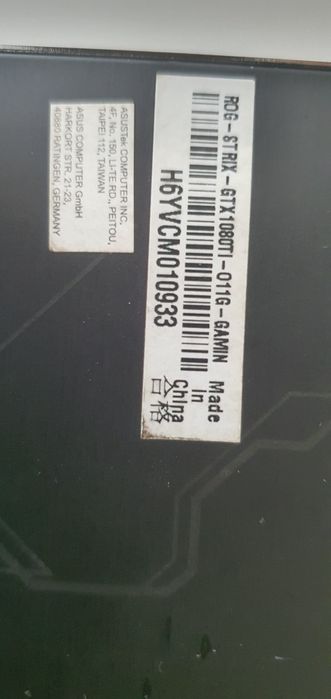 ROG-STRIX-GTX1080TI-O11G-GAMIN
H6YVCM010933
Made
in
China
合格
ASUSTek COMPUTER INC.
4F, No. 150, LI-TE RD., PEITOU,
TAIPEI 112, TAIWAN
ASUS COMPUTER GmbH
HARKORT STR. 21-23,
40880 RATINGEN, GERMANY